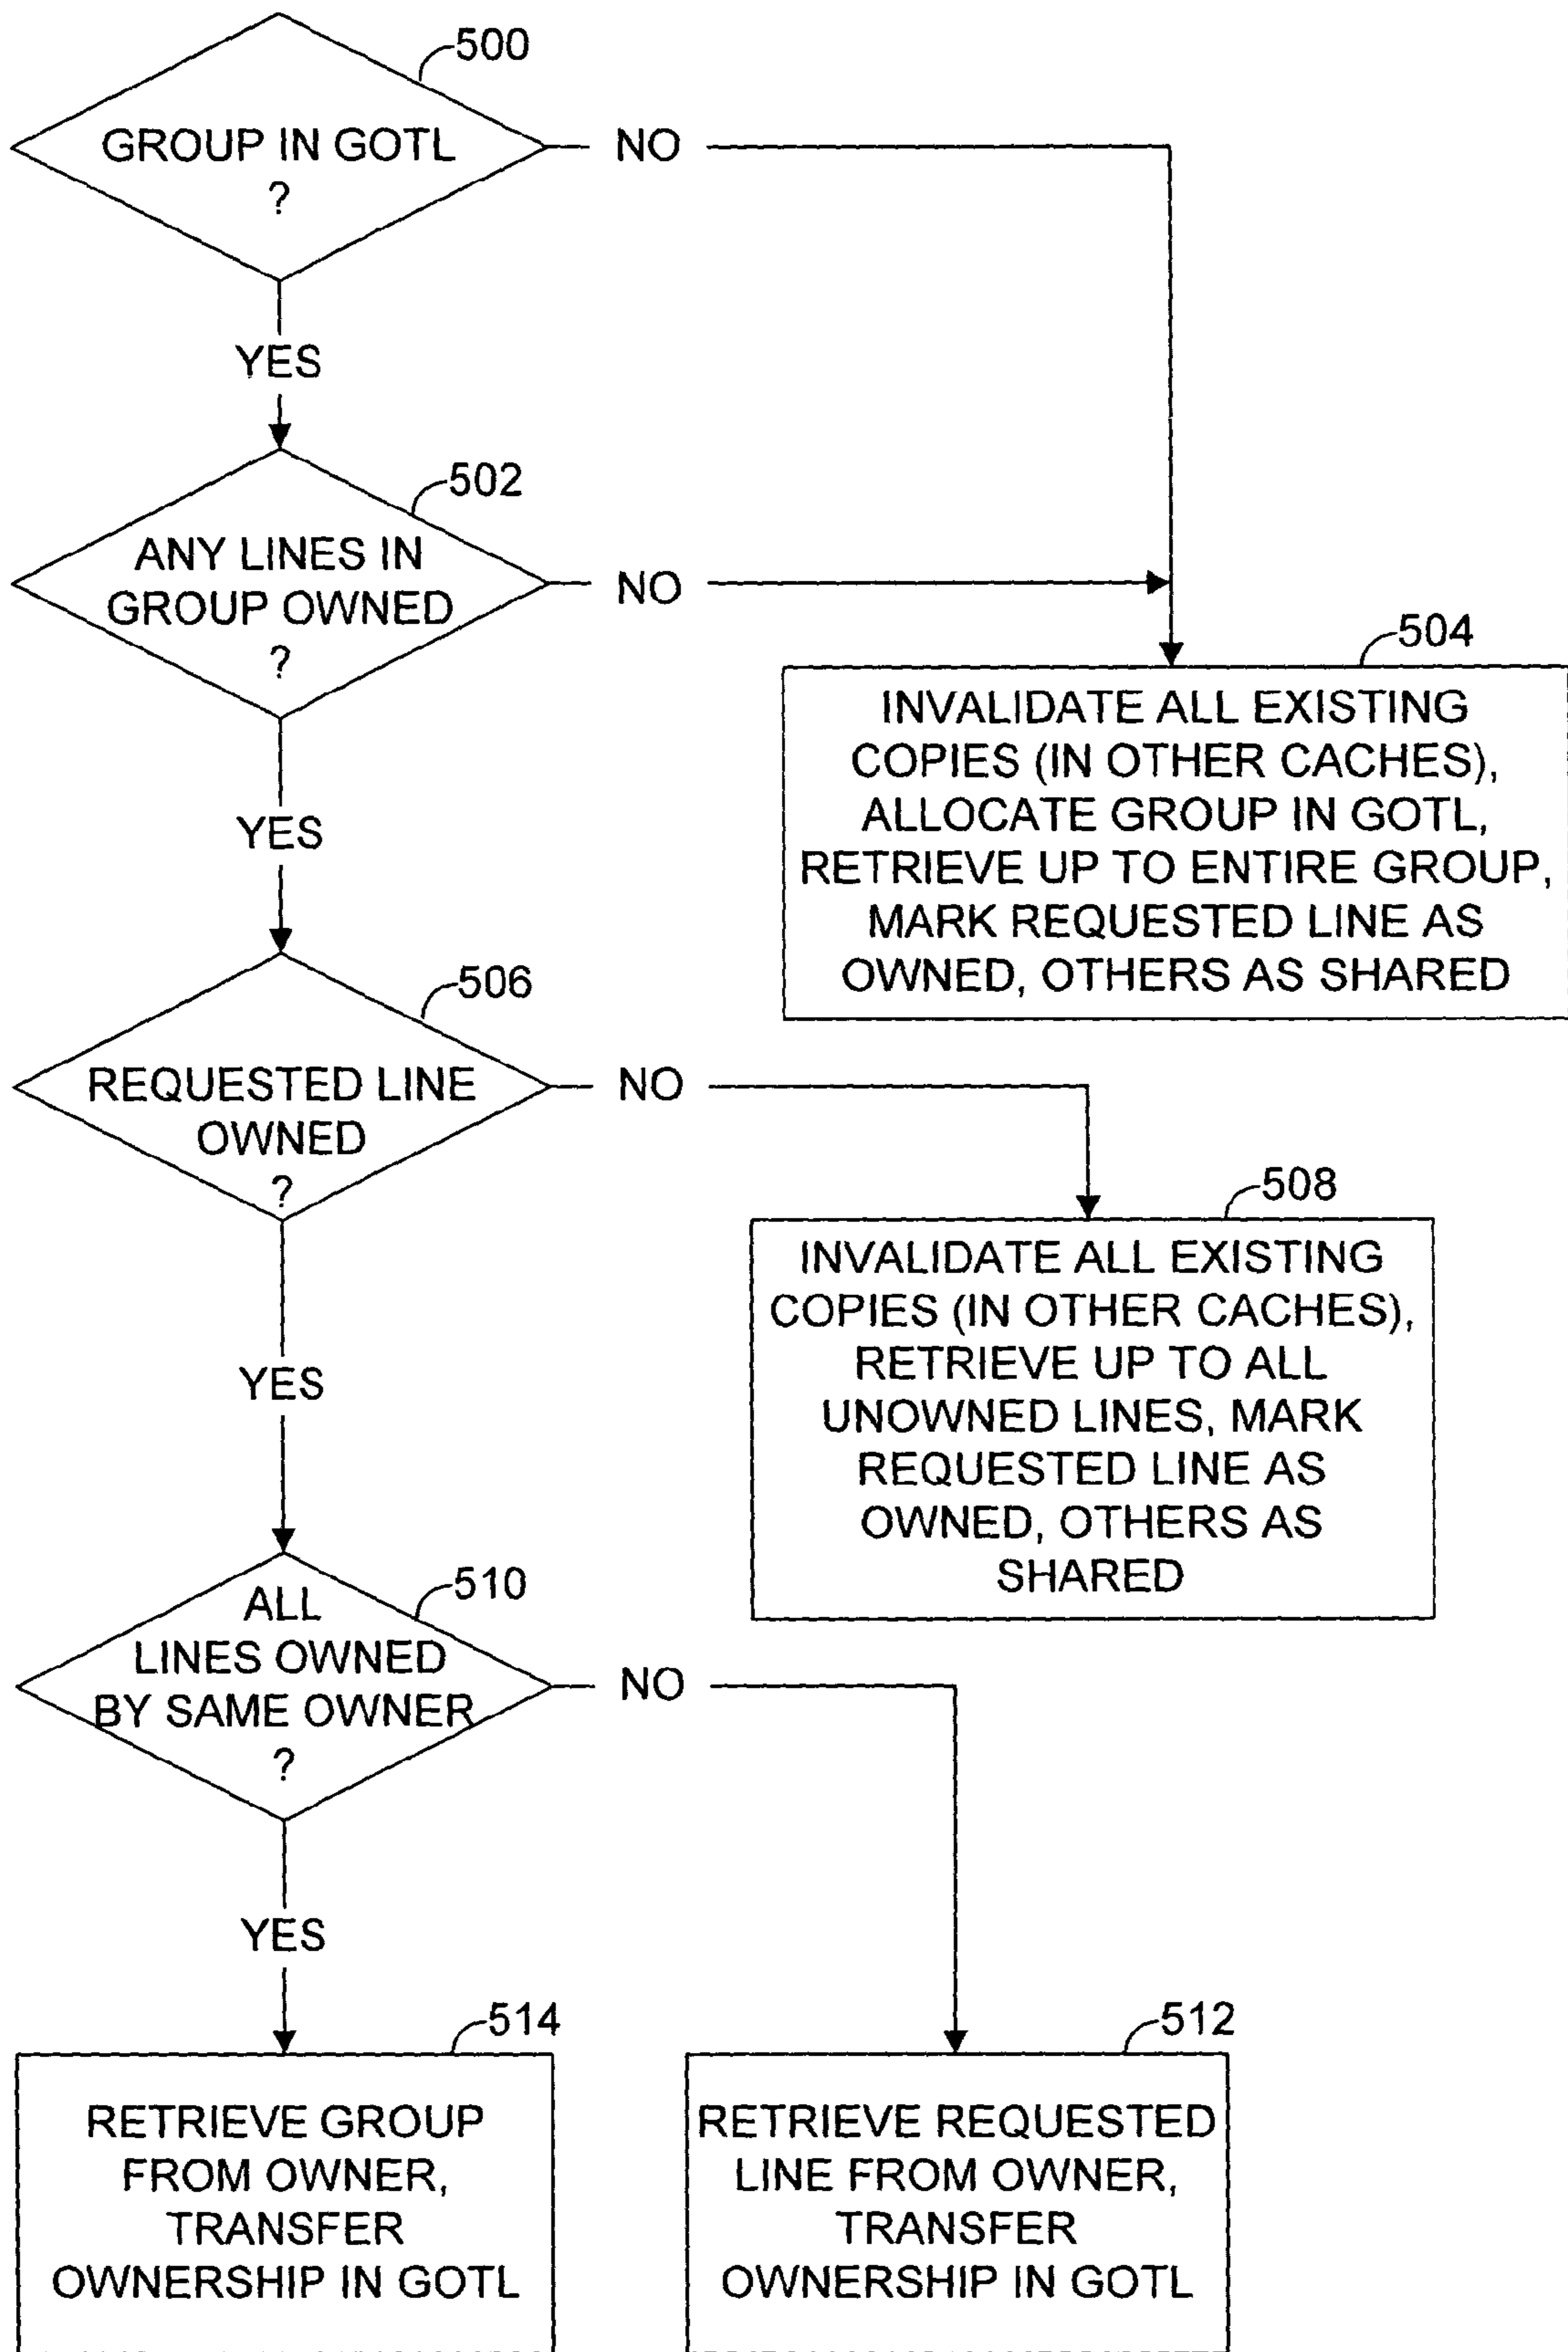 500
GROUP IN GOTL
?
NO
YES
502
ANY LINES IN
GROUP OWNED
?
NO
504
INVALIDATE ALL EXISTING
COPIES (IN OTHER CACHES),
ALLOCATE GROUP IN GOTL,
RETRIEVE UP TO ENTIRE GROUP,
MARK REQUESTED LINE AS
OWNED, OTHERS AS SHARED
YES
506
REQUESTED LINE
OWNED
?
NO
508
INVALIDATE ALL EXISTING
COPIES (IN OTHER CACHES),
RETRIEVE UP TO ALL
UNOWNED LINES, MARK
REQUESTED LINE AS
OWNED, OTHERS AS
SHARED
YES
510
ALL
LINES OWNED
BY SAME OWNER
?
NO
YES
514
RETRIEVE GROUP
FROM OWNER,
TRANSFER
OWNERSHIP IN GOTL
512
RETRIEVE REQUESTED
LINE FROM OWNER,
TRANSFER
OWNERSHIP IN GOTL